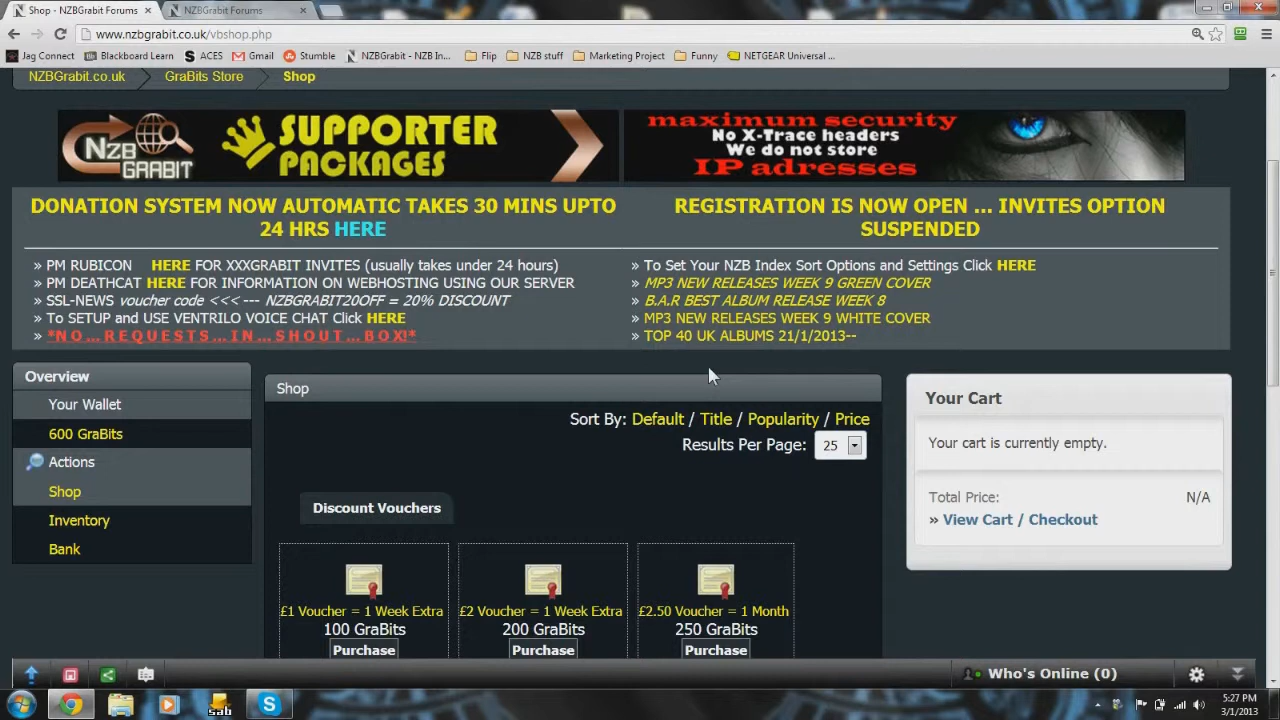 Shop - NZBGrabit Forums
NZBGrabit Forums
www.nzbgrabit.co.uk/vbshop.php
Jag Connect
Blackboard Learn
ACES
Gmail
Stumble
NZBGrabit - NZB In...
Flip
NZB stuff
Marketing Project
Funny
NETGEAR Universal ...
NZBGrabit.co.uk
GraBits Store
Shop
NZB
GRABIT
SUPPORTER
PACKAGES
maximum security
No X-Trace headers
We do not store
IP adresses
DONATION SYSTEM NOW AUTOMATIC TAKES 30 MINS UPTO
24 HRS HERE
» PM RUBICON HERE FOR XXXGRABIT INVITES (usually takes under 24 hours)
» PM DEATHCAT HERE FOR INFORMATION ON WEBHOSTING USING OUR SERVER
» SSL-NEWS voucher code <<< --- NZBGRABIT20OFF = 20% DISCOUNT
» To SETUP and USE VENTRILO VOICE CHAT Click HERE
» *N O ... R E Q U E S T S ... I N ... S H O U T ... B O X!*
REGISTRATION IS NOW OPEN ... INVITES OPTION
SUSPENDED
» To Set Your NZB Index Sort Options and Settings Click HERE
» MP3 NEW RELEASES WEEK 9 GREEN COVER
» B.A.R BEST ALBUM RELEASE WEEK 8
» MP3 NEW RELEASES WEEK 9 WHITE COVER
» TOP 40 UK ALBUMS 21/1/2013--
Overview
Your Wallet
600 GraBits
Actions
Shop
Inventory
Bank
Shop
Sort By: Default / Title / Popularity / Price
Results Per Page: 25
Discount Vouchers
£1 Voucher = 1 Week Extra
100 GraBits
Purchase
£2 Voucher = 1 Week Extra
200 GraBits
Purchase
£2.50 Voucher = 1 Month
250 GraBits
Purchase
Your Cart
Your cart is currently empty.
Total Price: N/A
» View Cart / Checkout
Who's Online (0)
sab
5:27 PM
3/1/2013